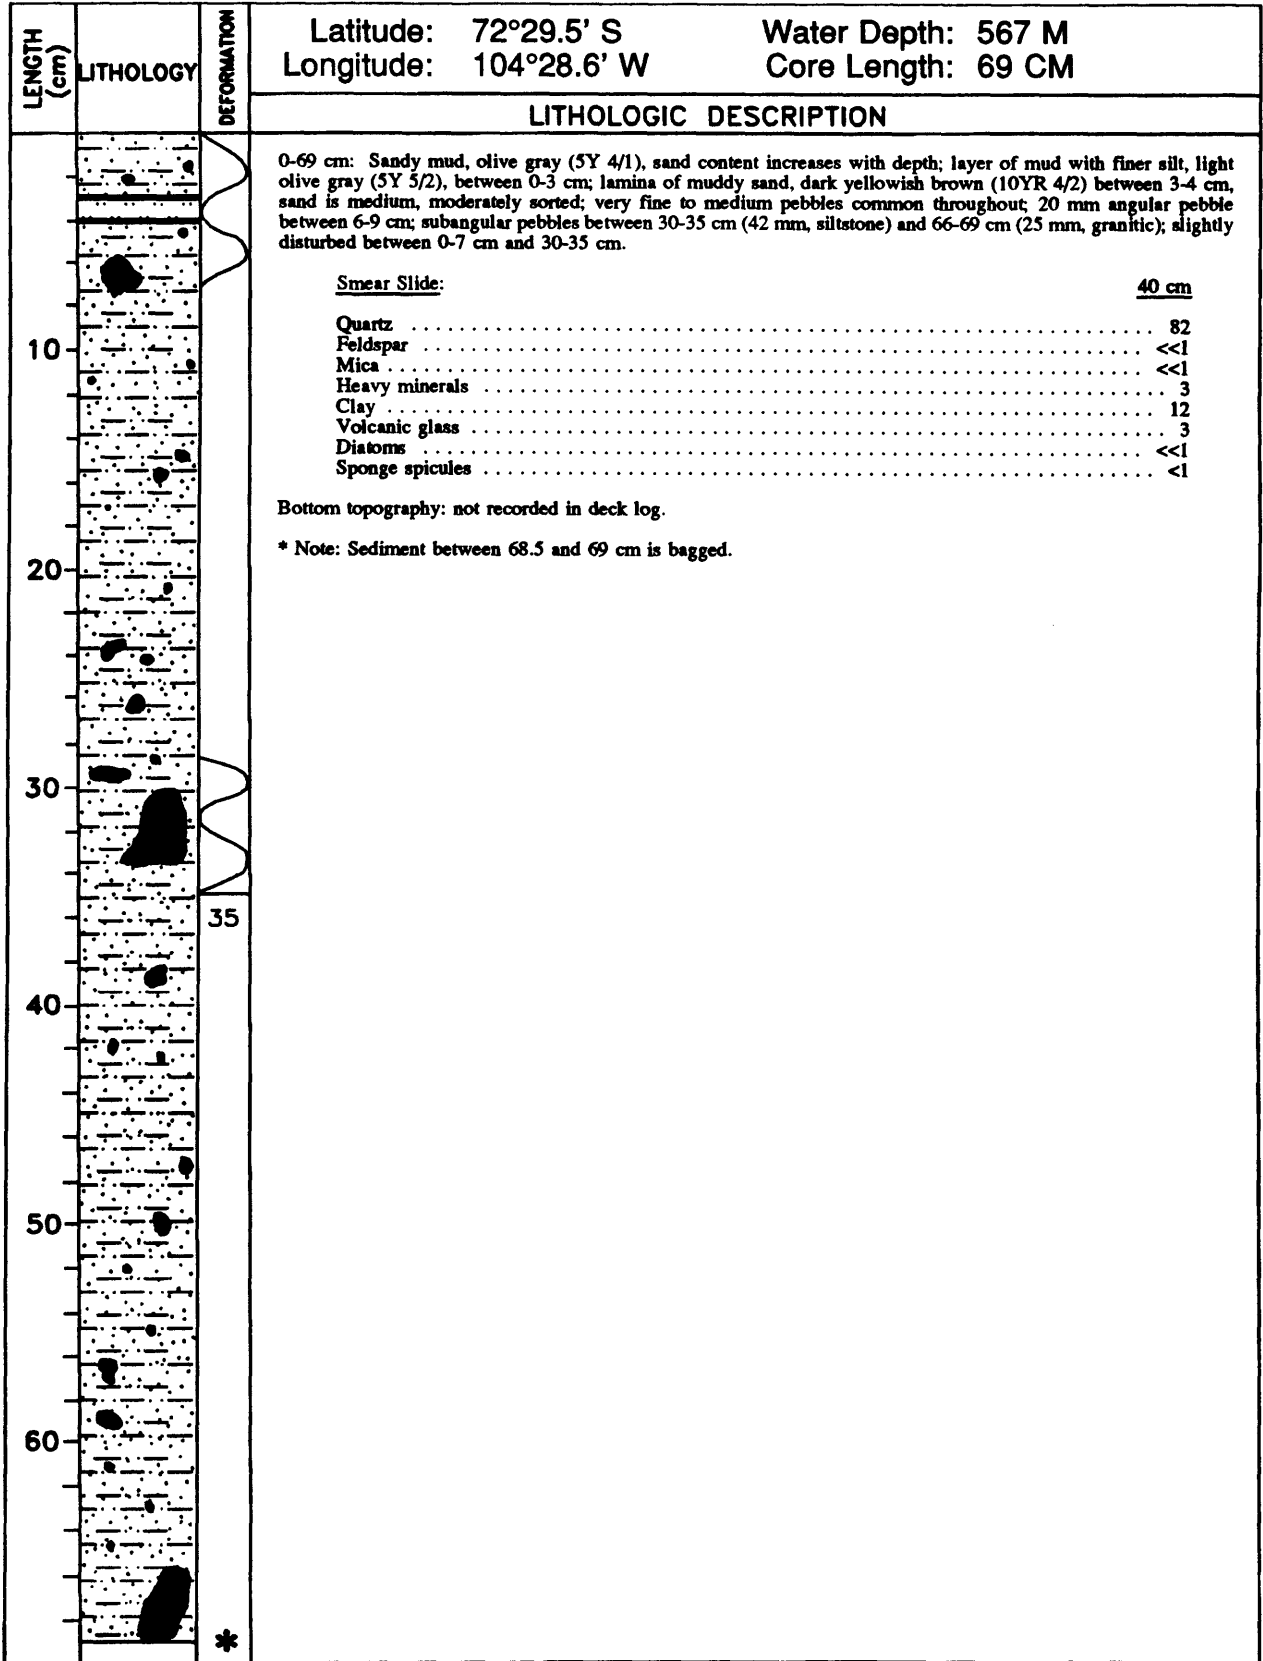 LENGTH (cm)
LITHOLOGY
DEFORMATION
Latitude: 72°29.5' S Water Depth: 567 M
Longitude: 104°28.6' W Core Length: 69 CM
LITHOLOGIC DESCRIPTION
0-69 cm: Sandy mud, olive gray (5Y 4/1), sand content increases with depth; layer of mud with finer silt, light
olive gray (5Y 5/2), between 0-3 cm; lamina of muddy sand, dark yellowish brown (10YR 4/2) between 3-4 cm,
sand is medium, moderately sorted; very fine to medium pebbles common throughout; 20 mm angular pebble
between 6-9 cm; subangular pebbles between 30-35 cm (42 mm, siltstone) and 66-69 cm (25 mm, granitic); slightly
disturbed between 0-7 cm and 30-35 cm.
Smear Slide: 40 cm
Quartz ........ 82
Feldspar ........ <<1
Mica ........ <<1
Heavy minerals ........ 3
Clay ........ 12
Volcanic glass ........ 3
Diatoms ........ <<1
Sponge spicules ........ <1
Bottom topography: not recorded in deck log.
* Note: Sediment between 68.5 and 69 cm is bagged.
10
20
30
35
40
50
60
*